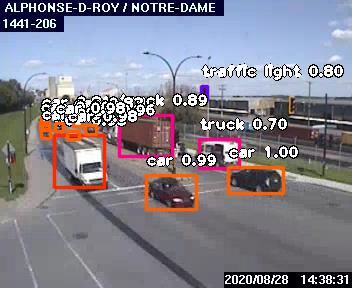 ALPHONSE-D-ROY / NOTRE-DAME
1441-206
traffic light 0.80
truck 0.89
truck 0.70
car 0.99
car 1.00
2020/08/28 14:38:31